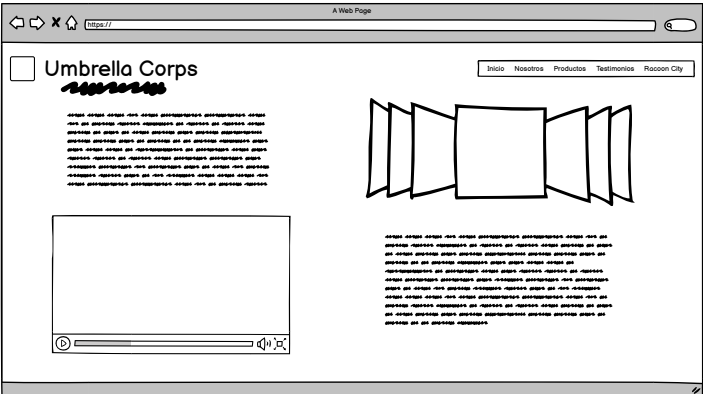 A Web Page
https://
Umbrella Corps
Inicio Nosotros Productos Testimonios Racoon City